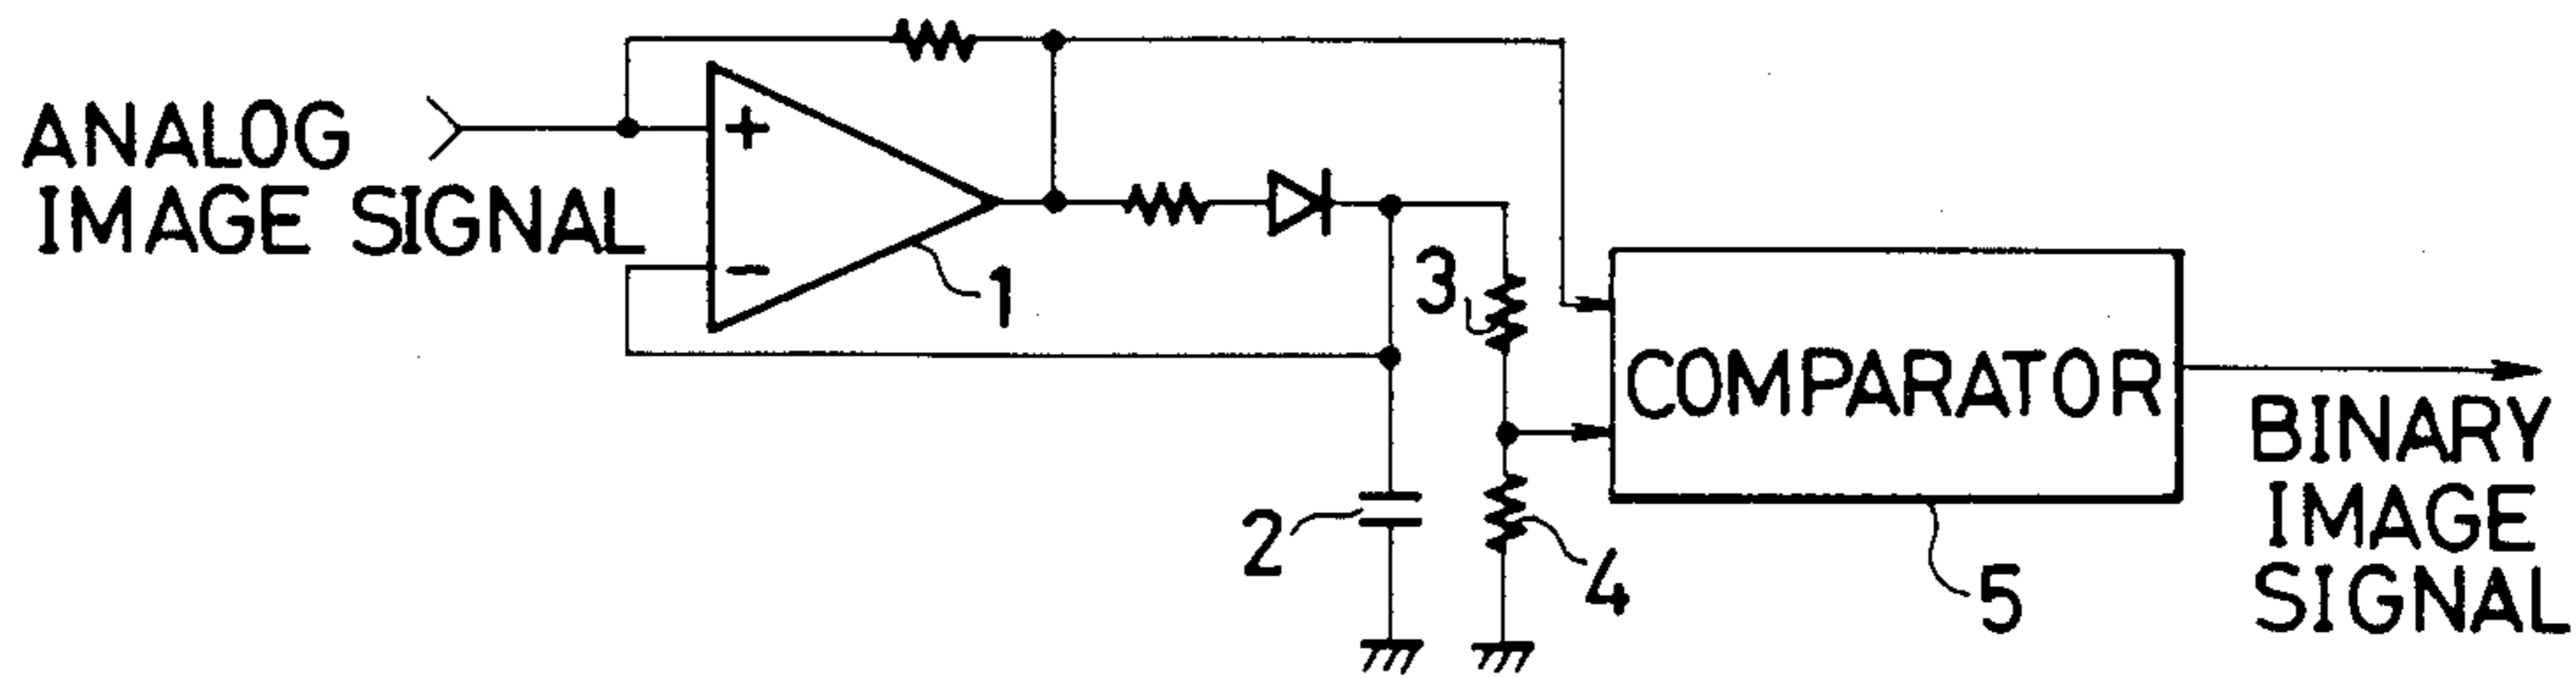 ANALOG
IMAGE SIGNAL
+
-
1
2
3
4
COMPARATOR
5
BINARY
IMAGE
SIGNAL